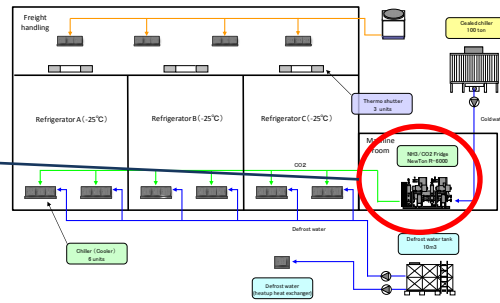 Freight
handling
Gealed chiller
100 ton
Thermo shutter
3 units
Refrigerator A (-25℃)
Refrigerator B (-25℃)
Refrigerator C (-25℃)
Coldwat
Machine
room
NH3/CO2 Fridge
NewTon R-6000
CO2
Defrost water
Chiller (Cooler)
6 units
Defrost water tank
10m3
Defrost water
(heatup heat exchanger)